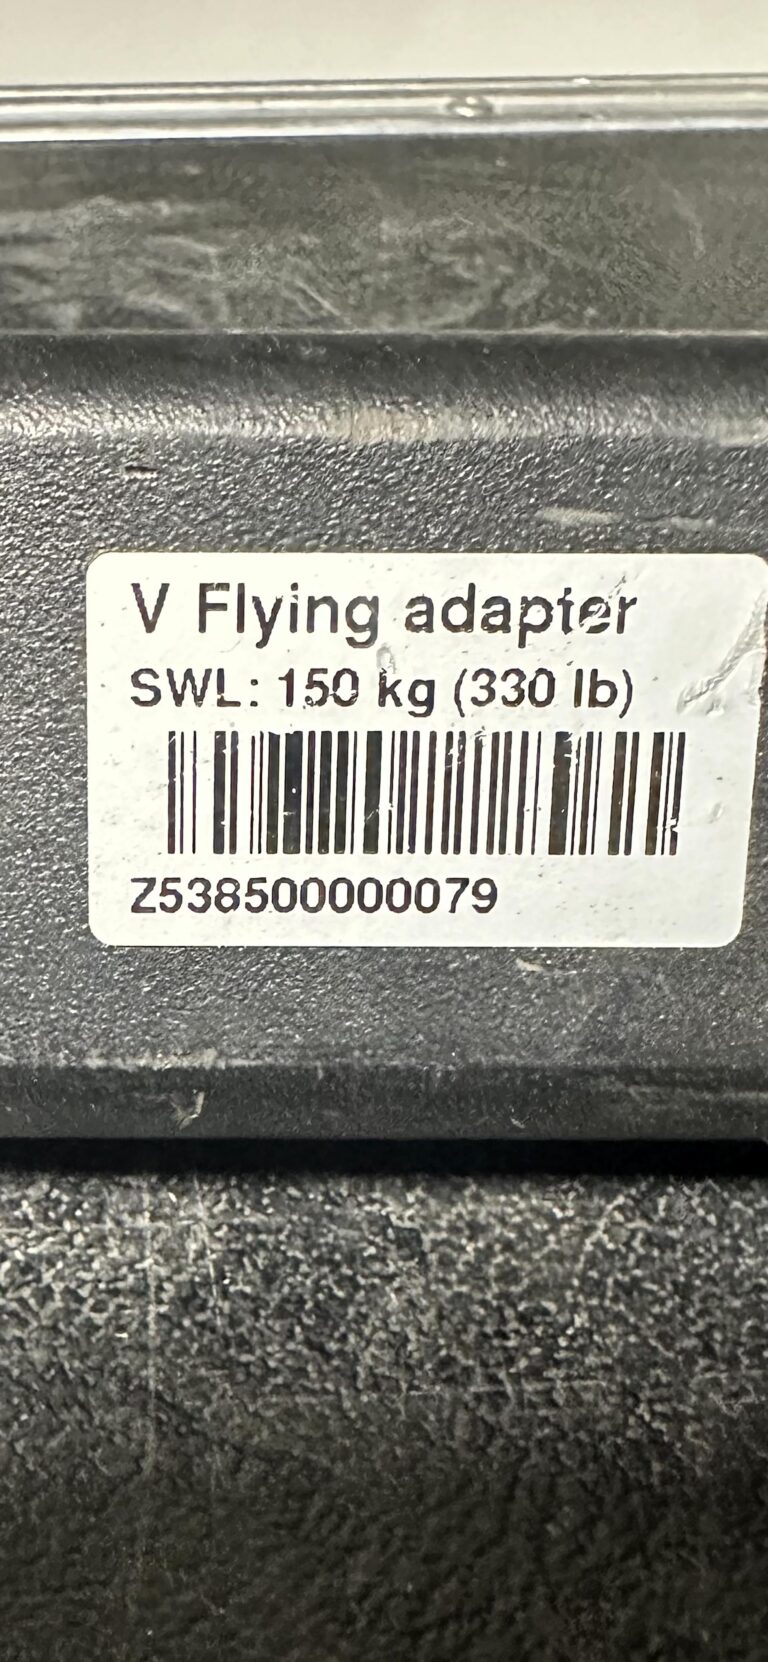 V Flying adapter
SWL: 150 kg (330 lb)
Z538500000079